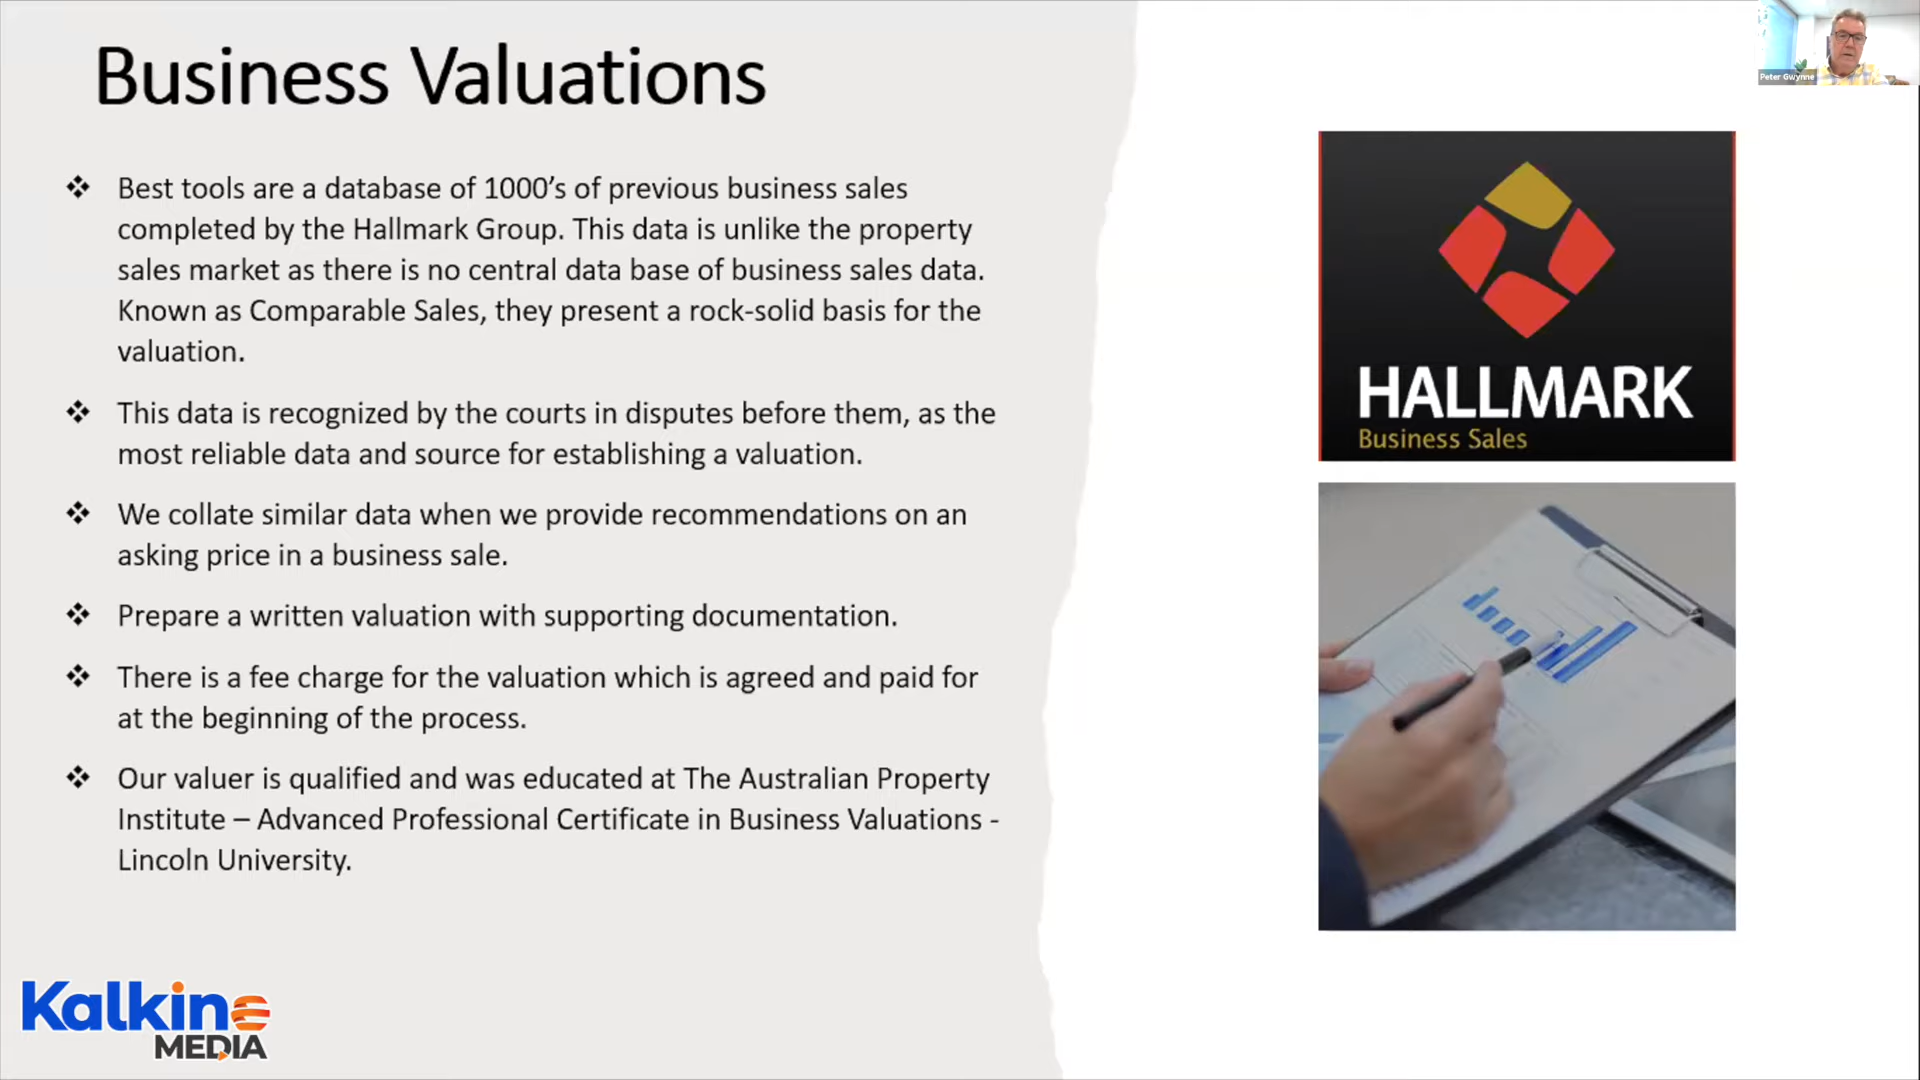 Business Valuations
Peter Gwynne
❖ Best tools are a database of 1000’s of previous business sales
completed by the Hallmark Group. This data is unlike the property
sales market as there is no central data base of business sales data.
Known as Comparable Sales, they present a rock-solid basis for the
valuation.
❖ This data is recognized by the courts in disputes before them, as the
most reliable data and source for establishing a valuation.
❖ We collate similar data when we provide recommendations on an
asking price in a business sale.
❖ Prepare a written valuation with supporting documentation.
❖ There is a fee charge for the valuation which is agreed and paid for
at the beginning of the process.
❖ Our valuer is qualified and was educated at The Australian Property
Institute – Advanced Professional Certificate in Business Valuations -
Lincoln University.
HALLMARK
Business Sales
Kalkine
MEDIA